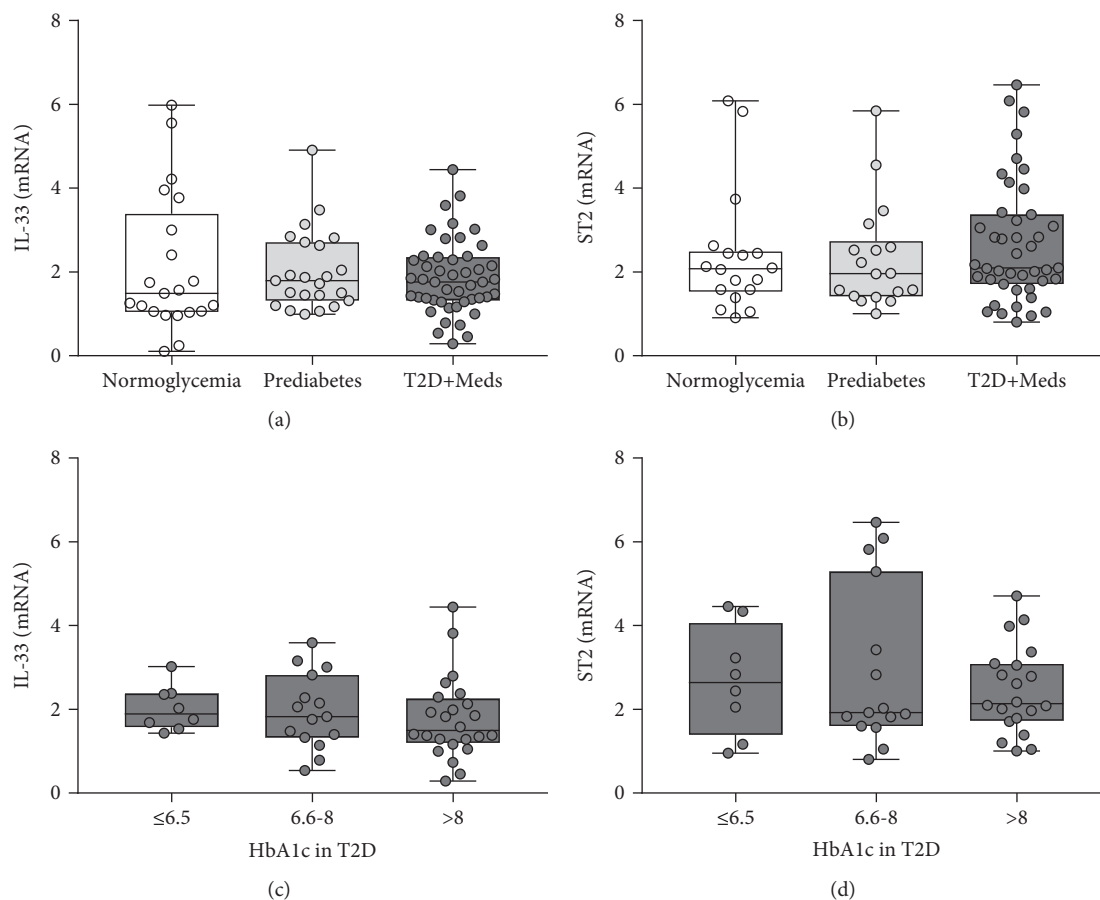 8
6
4
2
0
IL-33 (mRNA)
Normoglycemia Prediabetes T2D+Meds
(a)
8
6
4
2
0
ST2 (mRNA)
Normoglycemia Prediabetes T2D+Meds
(b)
8
6
4
2
0
IL-33 (mRNA)
≤6.5 6.6-8 >8
HbA1c in T2D
(c)
8
6
4
2
0
ST2 (mRNA)
≤6.5 6.6-8 >8
HbA1c in T2D
(d)